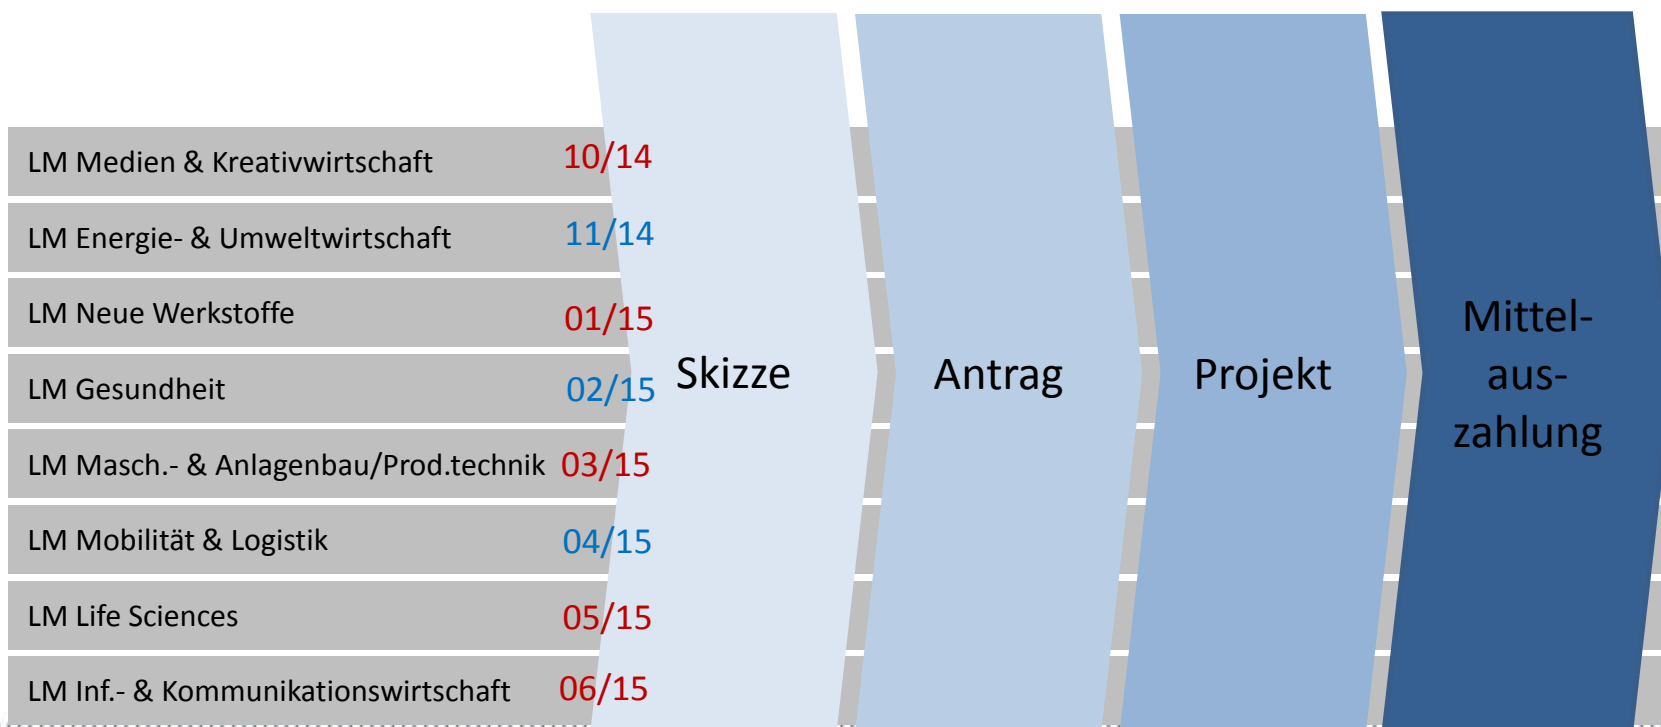 LM Medien & Kreativwirtschaft 10/14
LM Energie- & Umweltwirtschaft 11/14
LM Neue Werkstoffe 01/15
LM Gesundheit 02/15
LM Masch.- & Anlagenbau/Prod.technik 03/15
LM Mobilität & Logistik 04/15
LM Life Sciences 05/15
LM Inf.- & Kommunikationswirtschaft 06/15
Skizze
Antrag
Projekt
Mittel-
aus-
zahlung